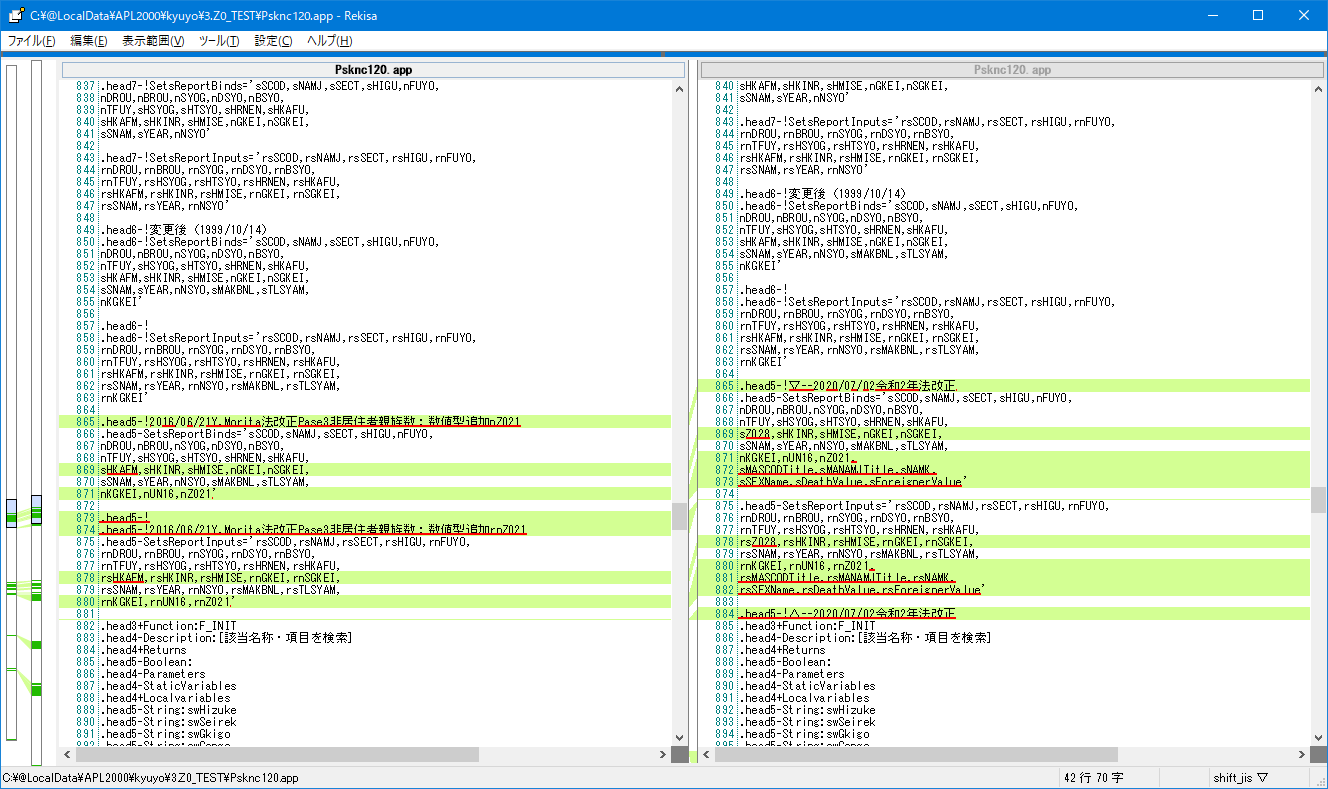 C:¥@LocalData¥APL2000¥kyuyo¥3.Z0_TEST¥Psknc120.app - Rekisa
ファイル(F) 編集(E) 表示範囲(V) ツール(T) 設定(C) ヘルプ(H)
Psknc120. app
837 .head7-!SetsReportBinds='sSCOD,sNAMJ,sSECT,sHIGU,nFUYO,
838 nDROU,nBROU,nSYOG,nDSYO,nBSYO,
839 nTFUY,sHSYOG,sHTSYO,sHRNEN,sHKAFU,
840 sHKAFM,sHKINR,sHMISE,nGKEI,nSGKEI,
841 sSNAM,sYEAR,nNSYO'
842
843 .head7-!SetsReportInputs='rsSCOD,rsNAMJ,rsSECT,rsHIGU,rnFUYO,
844 rnDROU,rnBROU,rnSYOG,rnDSYO,rnBSYO,
845 rnTFUY,rsHSYOG,rsHTSYO,rsHRNEN,rsHKAFU,
846 rsHKAFM,rsHKINR,rsHMISE,rnGKEI,rnSGKEI,
847 rsSNAM,rsYEAR,rnNSYO'
848
849 .head6-!変更後（1999/10/14）
850 .head6-!SetsReportBinds='sSCOD,sNAMJ,sSECT,sHIGU,nFUYO,
851 nDROU,nBROU,nSYOG,nDSYO,nBSYO,
852 nTFUY,sHSYOG,sHTSYO,sHRNEN,sHKAFU,
853 sHKAFM,sHKINR,sHMISE,nGKEI,nSGKEI,
854 sSNAM,sYEAR,nNSYO,sMAKBNL,sTLSYAM,
855 nKGKEI'
856
857 .head6-!
858 .head6-!SetsReportInputs='rsSCOD,rsNAMJ,rsSECT,rsHIGU,rnFUYO,
859 rnDROU,rnBROU,rnSYOG,rnDSYO,rnBSYO,
860 rnTFUY,rsHSYOG,rsHTSYO,rsHRNEN,rsHKAFU,
861 rsHKAFM,rsHKINR,rsHMISE,rnGKEI,rnSGKEI,
862 rsSNAM,rsYEAR,rnNSYO,rsMAKBNL,rsTLSYAM,
863 rnKGKEI'
864
865 .head5-!2016/06/21Y.Morita法改正Pase3非居住者親族数：数値型追加nZ021
866 .head5-SetsReportBinds='sSCOD,sNAMJ,sSECT,sHIGU,nFUYO,
867 nDROU,nBROU,nSYOG,nDSYO,nBSYO,
868 nTFUY,sHSYOG,sHTSYO,sHRNEN,sHKAFU,
869 sHKAFM,sHKINR,sHMISE,nGKEI,nSGKEI,
870 sSNAM,sYEAR,nNSYO,sMAKBNL,sTLSYAM,
871 nKGKEI,nUN16,nZ021'
872
873 .head5-!
874 .head5-!2016/06/21Y.Morita法改正Pase3非居住者親族数：数値型追加rnZ021
875 .head5-SetsReportInputs='rsSCOD,rsNAMJ,rsSECT,rsHIGU,rnFUYO,
876 rnDROU,rnBROU,rnSYOG,rnDSYO,rnBSYO,
877 rnTFUY,rsHSYOG,rsHTSYO,rsHRNEN,rsHKAFU,
878 rsHKAFM,rsHKINR,rsHMISE,rnGKEI,rnSGKEI,
879 rsSNAM,rsYEAR,rnNSYO,rsMAKBNL,rsTLSYAM,
880 rnKGKEI,rnUN16,rnZ021'
881
882 .head3+Function:F_INIT
883 .head4-Description:[該当名称・項目を検索]
884 .head4+Returns
885 .head5-Boolean:
886 .head4-Parameters
887 .head4-StaticVariables
888 .head4+Localvariables
889 .head5-String:swHizuke
890 .head5-String:swSeirek
891 .head5-String:swGkigo
892 .head5-String:swGengo
Psknc120. app
840 sHKAFM,sHKINR,sHMISE,nGKEI,nSGKEI,
841 sSNAM,sYEAR,nNSYO'
842
843 .head7-!SetsReportInputs='rsSCOD,rsNAMJ,rsSECT,rsHIGU,rnFUYO,
844 rnDROU,rnBROU,rnSYOG,rnDSYO,rnBSYO,
845 rnTFUY,rsHSYOG,rsHTSYO,rsHRNEN,rsHKAFU,
846 rsHKAFM,rsHKINR,rsHMISE,rnGKEI,rnSGKEI,
847 rsSNAM,rsYEAR,rnNSYO'
848
849 .head6-!変更後（1999/10/14）
850 .head6-!SetsReportBinds='sSCOD,sNAMJ,sSECT,sHIGU,nFUYO,
851 nDROU,nBROU,nSYOG,nDSYO,nBSYO,
852 nTFUY,sHSYOG,sHTSYO,sHRNEN,sHKAFU,
853 sHKAFM,sHKINR,sHMISE,nGKEI,nSGKEI,
854 sSNAM,sYEAR,nNSYO,sMAKBNL,sTLSYAM,
855 nKGKEI'
856
857 .head6-!
858 .head6-!SetsReportInputs='rsSCOD,rsNAMJ,rsSECT,rsHIGU,rnFUYO,
859 rnDROU,rnBROU,rnSYOG,rnDSYO,rnBSYO,
860 rnTFUY,rsHSYOG,rsHTSYO,rsHRNEN,rsHKAFU,
861 rsHKAFM,rsHKINR,rsHMISE,rnGKEI,rnSGKEI,
862 rsSNAM,rsYEAR,rnNSYO,rsMAKBNL,rsTLSYAM,
863 rnKGKEI'
864
865 .head5-!▽--2020/07/02令和2年法改正
866 .head5-SetsReportBinds='sSCOD,sNAMJ,sSECT,sHIGU,nFUYO,
867 nDROU,nBROU,nSYOG,nDSYO,nBSYO,
868 nTFUY,sHSYOG,sHTSYO,sHRNEN,sHKAFU,
869 sZ028,sHKINR,sHMISE,nGKEI,nSGKEI,
870 sSNAM,sYEAR,nNSYO,sMAKBNL,sTLSYAM,
871 nKGKEI,nUN16,nZ021,
872 sMASCODTitle,sMANAMJTitle,sNAMK,
873 sSEXName,sDeathValue,sForeignerValue'
874
875 .head5-SetsReportInputs='rsSCOD,rsNAMJ,rsSECT,rsHIGU,rnFUYO,
876 rnDROU,rnBROU,rnSYOG,rnDSYO,rnBSYO,
877 rnTFUY,rsHSYOG,rsHTSYO,rsHRNEN,rsHKAFU,
878 rsZ028,rsHKINR,rsHMISE,rnGKEI,rnSGKEI,
879 rsSNAM,rsYEAR,rnNSYO,rsMAKBNL,rsTLSYAM,
880 rnKGKEI,rnUN16,rnZ021,
881 rsMASCODTitle,rsMANAMJTitle,rsNAMK,
882 rsSEXName,rsDeathValue,rsForeignerValue'
883
884 .head5-!△--2020/07/02令和2年法改正
885 .head3+Function:F_INIT
886 .head4-Description:[該当名称・項目を検索]
887 .head4+Returns
888 .head5-Boolean:
889 .head4-Parameters
890 .head4-StaticVariables
891 .head4+Localvariables
892 .head5-String:swHizuke
893 .head5-String:swSeirek
894 .head5-String:swGkigo
895 .head5-String:swGengo
C:¥@LocalData¥APL2000¥kyuyo¥3.Z0_TEST¥Psknc120.app
42 行 70 字
shift_jis ▽